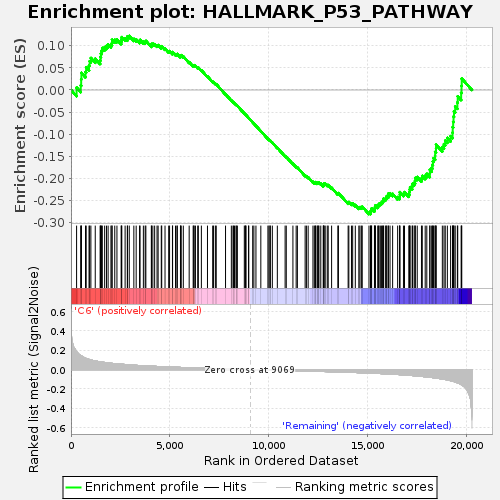 Enrichment plot: HALLMARK_P53_PATHWAY
Enrichment score (ES)
0.10
0.05
0.00
-0.05
-0.10
-0.15
-0.20
-0.25
-0.30
'C6' (positively correlated)
Ranked list metric (Signal2Noise)
0.6
0.4
0.2
0.0
-0.2
-0.4
-0.6
Zero cross at 9069
'Remaining' (negatively correlated)
0
5,000
10,000
15,000
20,000
Rank in Ordered Dataset
Enrichment profile
Hits
Ranking metric scores